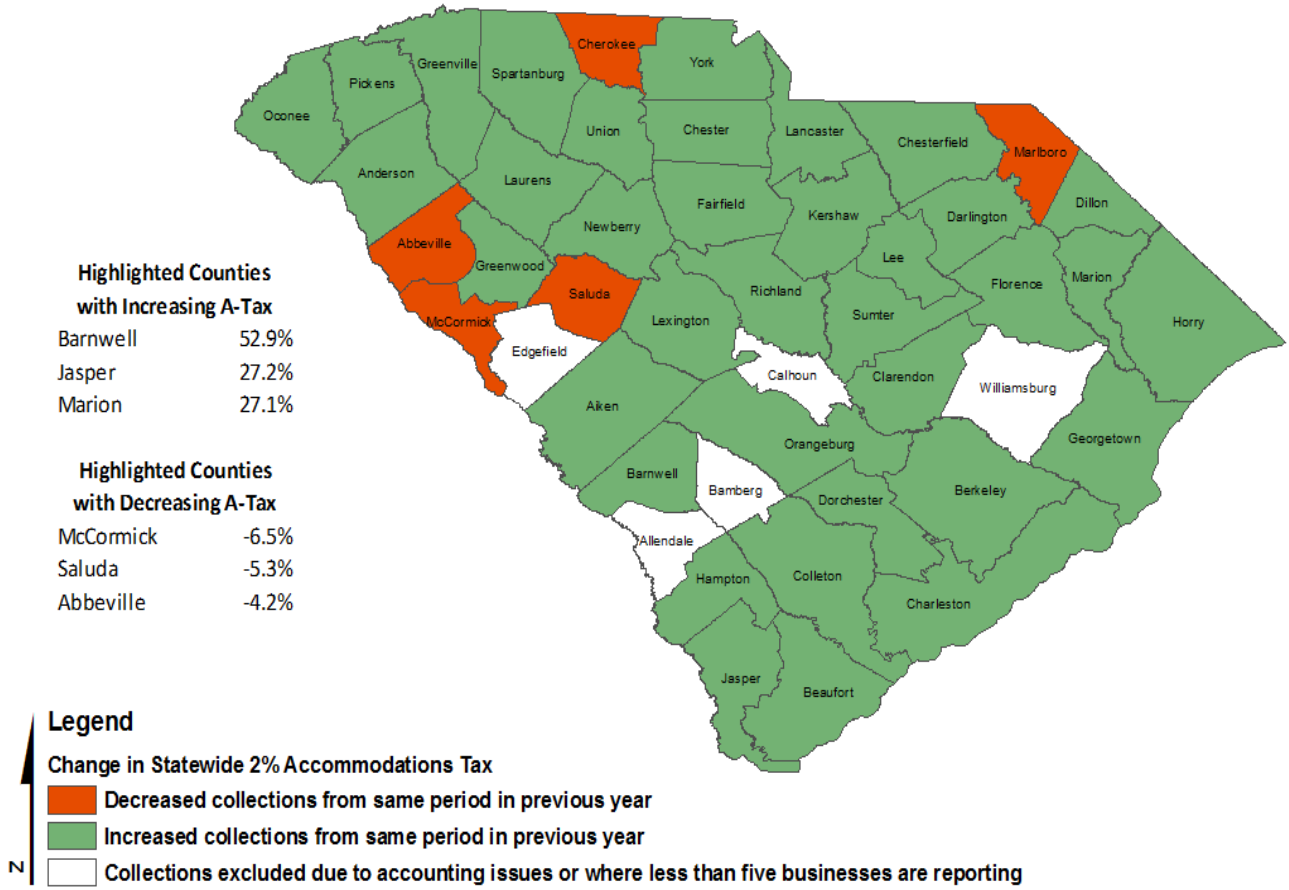 Cherokee
York
Greenville
Spartanburg
Pickens
Oconee
Union
Chester
Lancaster
Chesterfield
Marlboro
Anderson
Laurens
Fairfield
Kershaw
Darlington
Dillon
Newberry
Abbeville
Greenwood
Lee
Marion
Florence
Richland
Saluda
McCormick
Lexington
Sumter
Horry
Edgefield
Calhoun
Clarendon
Williamsburg
Aiken
Orangeburg
Georgetown
Barnwell
Bamberg
Dorchester
Berkeley
Allendale
Hampton
Colleton
Charleston
Jasper
Beaufort
Highlighted Counties
with Increasing A-Tax
Barnwell 52.9%
Jasper 27.2%
Marion 27.1%
Highlighted Counties
with Decreasing A-Tax
McCormick -6.5%
Saluda -5.3%
Abbeville -4.2%
Legend
Change in Statewide 2% Accommodations Tax
Decreased collections from same period in previous year
Increased collections from same period in previous year
Collections excluded due to accounting issues or where less than five businesses are reporting
N